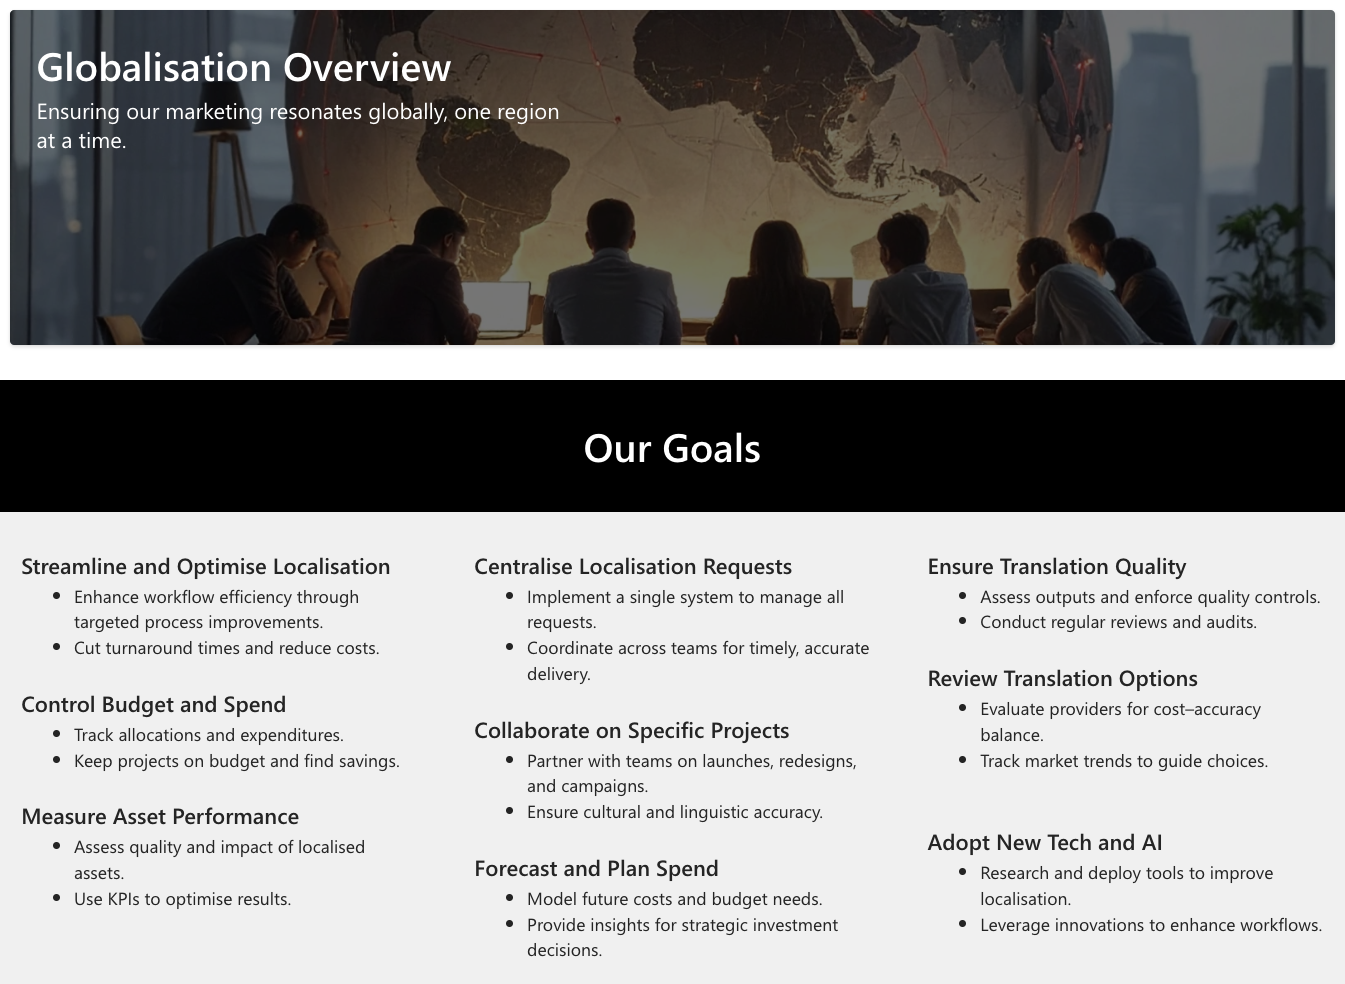 Globalisation Overview
Ensuring our marketing resonates globally, one region
at a time.
Our Goals
Streamline and Optimise Localisation
• Enhance workflow efficiency through
targeted process improvements.
• Cut turnaround times and reduce costs.
Control Budget and Spend
• Track allocations and expenditures.
• Keep projects on budget and find savings.
Measure Asset Performance
• Assess quality and impact of localised
assets.
• Use KPIs to optimise results.
Centralise Localisation Requests
• Implement a single system to manage all
requests.
• Coordinate across teams for timely, accurate
delivery.
Collaborate on Specific Projects
• Partner with teams on launches, redesigns,
and campaigns.
• Ensure cultural and linguistic accuracy.
Forecast and Plan Spend
• Model future costs and budget needs.
• Provide insights for strategic investment
decisions.
Ensure Translation Quality
• Assess outputs and enforce quality controls.
• Conduct regular reviews and audits.
Review Translation Options
• Evaluate providers for cost–accuracy
balance.
• Track market trends to guide choices.
Adopt New Tech and AI
• Research and deploy tools to improve
localisation.
• Leverage innovations to enhance workflows.